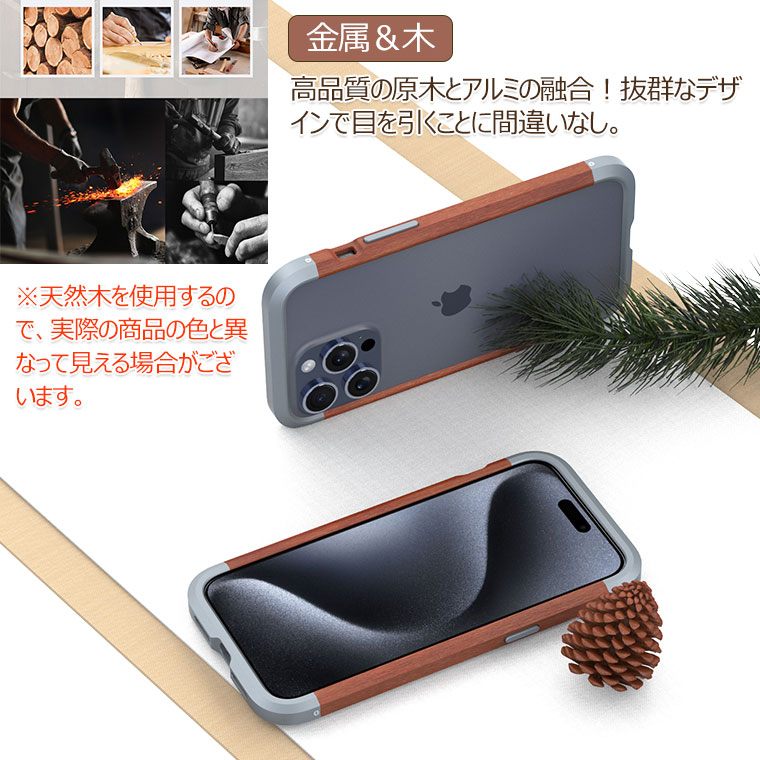 金属＆木
高品質の原木とアルミの融合！抜群なデザ
インで目を引くことに間違いなし。
※天然木を使用するの
で、実際の商品の色と異
なって見える場合がござ
います。